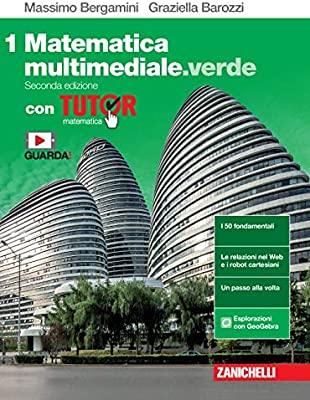 Massimo Bergamini Graziella Barozzi
1 Matematica
multimediale.verde
Seconda edizione
con TUTOR
matematica
GUARDA!
I 50 fondamentali
Le relazioni nel Web
e i robot cartesiani
Un passo alla volta
Esplorazioni
con GeoGebra
ZANICHELLI